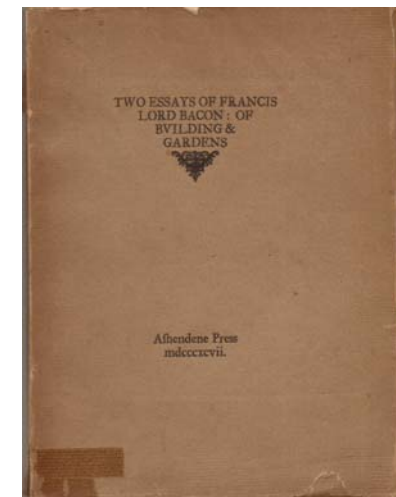 TWO ESSAYS OF FRANCIS
LORD BACON : OF
BVILDING &
GARDENS
Aſhendene Press
mdcccxcvii.